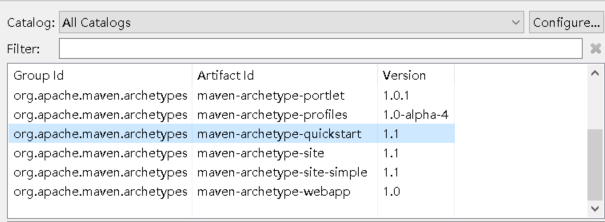 Catalog: All Catalogs Configure...
Filter:
Group Id Artifact Id Version
org.apache.maven.archetypes maven-archetype-portlet 1.0.1
org.apache.maven.archetypes maven-archetype-profiles 1.0-alpha-4
org.apache.maven.archetypes maven-archetype-quickstart 1.1
org.apache.maven.archetypes maven-archetype-site 1.1
org.apache.maven.archetypes maven-archetype-site-simple 1.1
org.apache.maven.archetypes maven-archetype-webapp 1.0